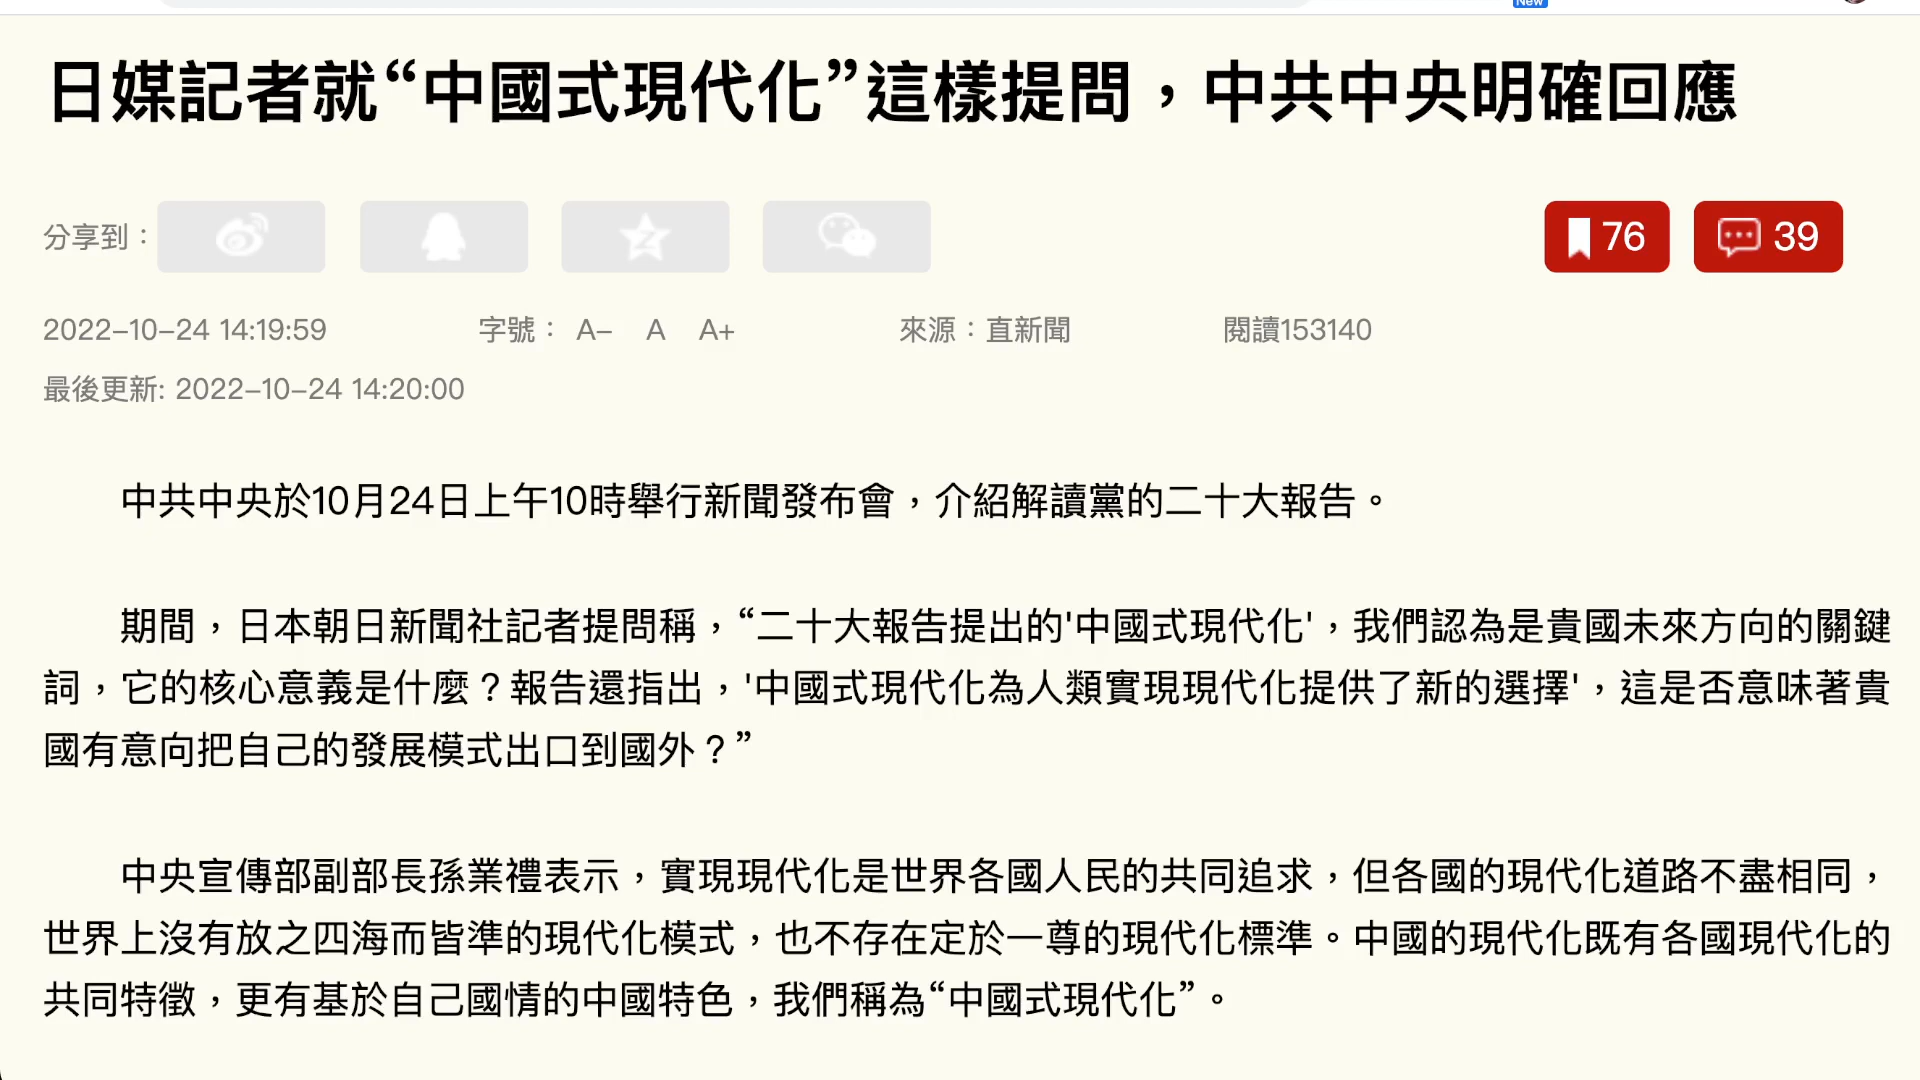 New
日媒記者就“中國式現代化”這樣提問，中共中央明確回應
分享到：
76
39
2022-10-24 14:19:59 字號： A- A A+ 來源：直新聞 閱讀153140
最後更新: 2022-10-24 14:20:00
中共中央於10月24日上午10時舉行新聞發布會，介紹解讀黨的二十大報告。
期間，日本朝日新聞社記者提問稱，“二十大報告提出的'中國式現代化'，我們認為是貴國未來方向的關鍵
詞，它的核心意義是什麼？報告還指出，'中國式現代化為人類實現現代化提供了新的選擇'，這是否意味著貴
國有意向把自己的發展模式出口到國外？”
中央宣傳部副部長孫業禮表示，實現現代化是世界各國人民的共同追求，但各國的現代化道路不盡相同，
世界上沒有放之四海而皆準的現代化模式，也不存在定於一尊的現代化標準。中國的現代化既有各國現代化的
共同特徵，更有基於自己國情的中國特色，我們稱為“中國式現代化”。